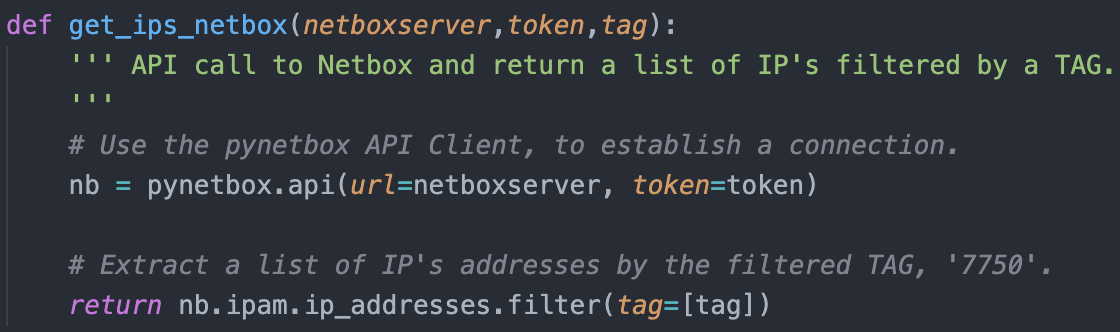 def get_ips_netbox(netboxserver,token,tag):
    ''' API call to Netbox and return a list of IP's filtered by a TAG.
    '''
    # Use the pynetbox API Client, to establish a connection.
    nb = pynetbox.api(url=netboxserver, token=token)
    # Extract a list of IP's addresses by the filtered TAG, '7750'.
    return nb.ipam.ip_addresses.filter(tag=[tag])